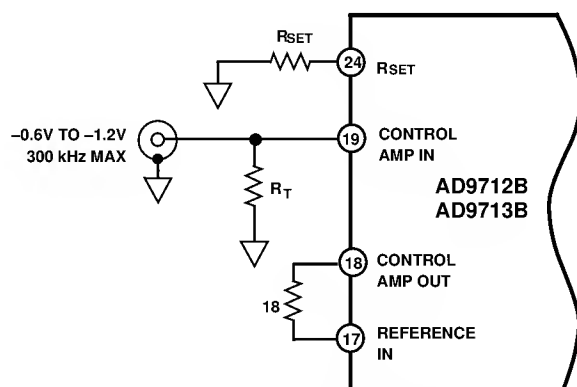 RSET
24
RSET
–0.6V TO –1.2V
300 kHz MAX
19
CONTROL
AMP IN
RT
AD9712B
AD9713B
18
CONTROL
AMP OUT
18
17
REFERENCE
IN